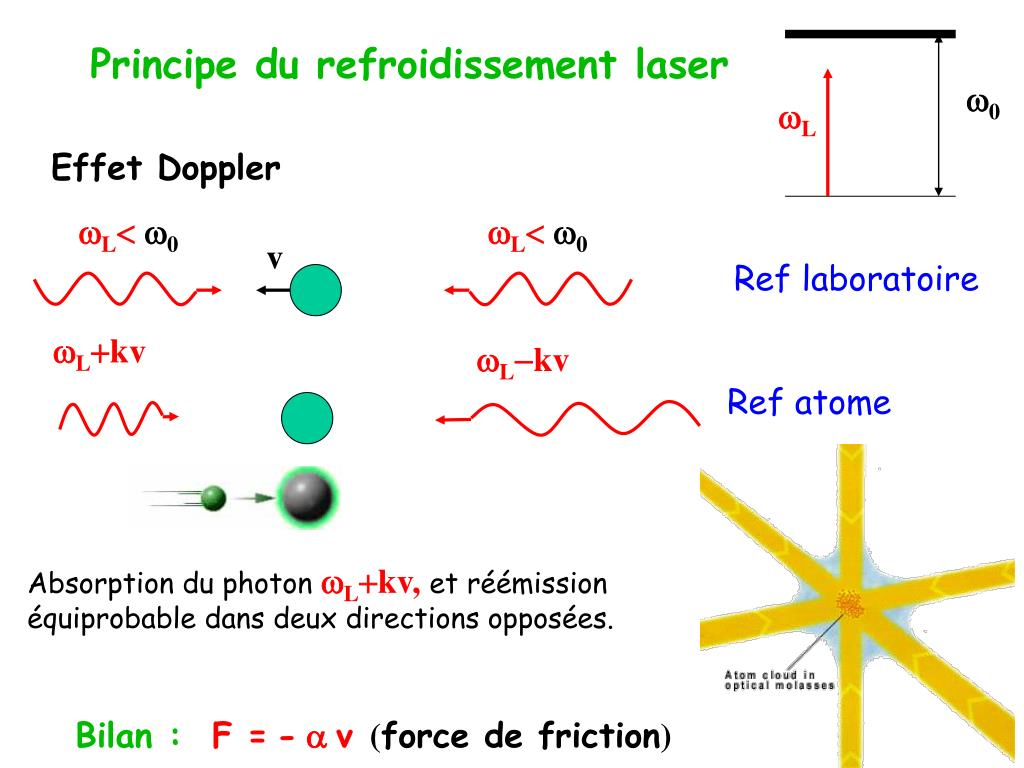 Principe du refroidissement laser
ω0
ωL
Effet Doppler
ωL< ω0
ωL< ω0
v
Ref laboratoire
ωL+kv
ωL−kv
Ref atome
Absorption du photon ωL+kv, et réémission
équiprobable dans deux directions opposées.
Atom cloud in
optical molasses
Bilan : F = - α v (force de friction)